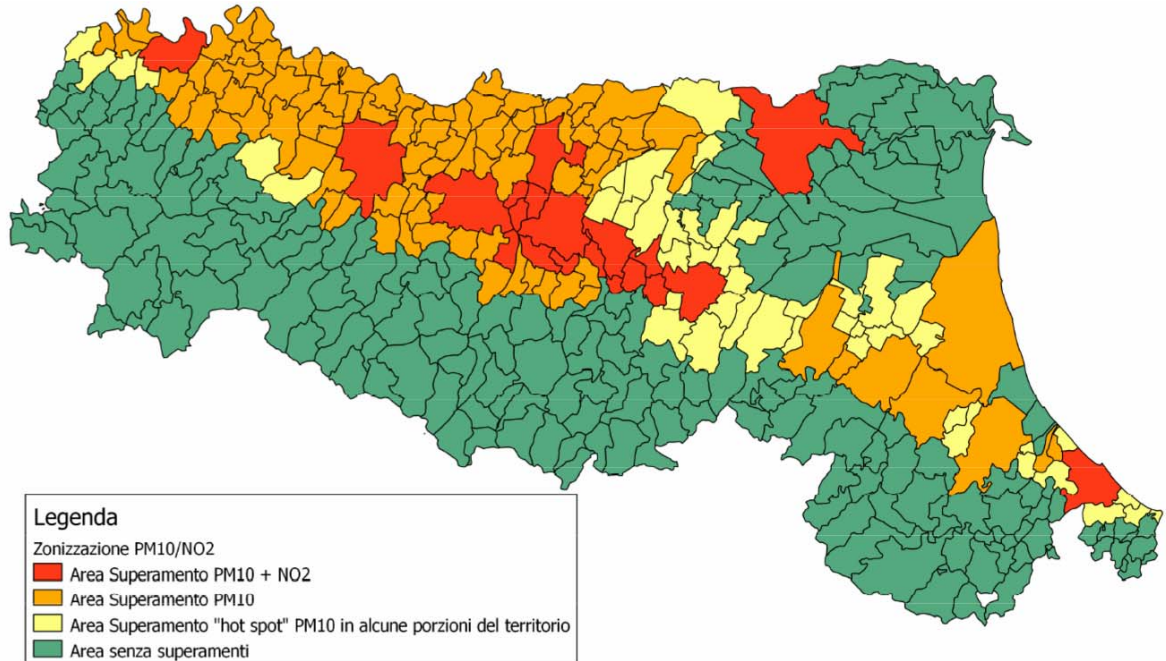 Legenda
Zonizzazione PM10/NO2
Area Superamento PM10 + NO2
Area Superamento PM10
Area Superamento "hot spot" PM10 in alcune porzioni del territorio
Area senza superamenti